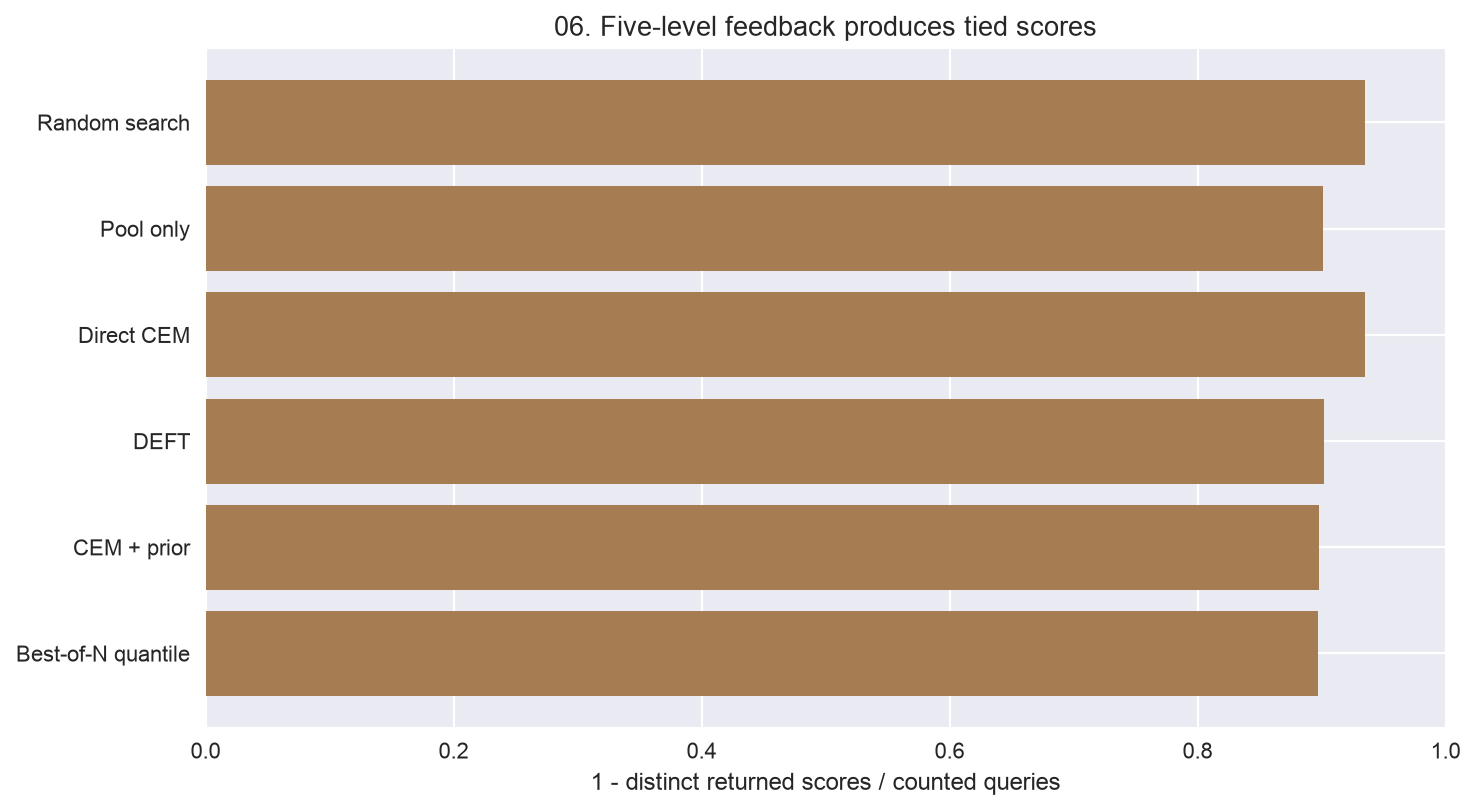 06. Five-level feedback produces tied scores
Random search
Pool only
Direct CEM
DEFT
CEM + prior
Best-of-N quantile
0.0 0.2 0.4 0.6 0.8 1.0
1 - distinct returned scores / counted queries